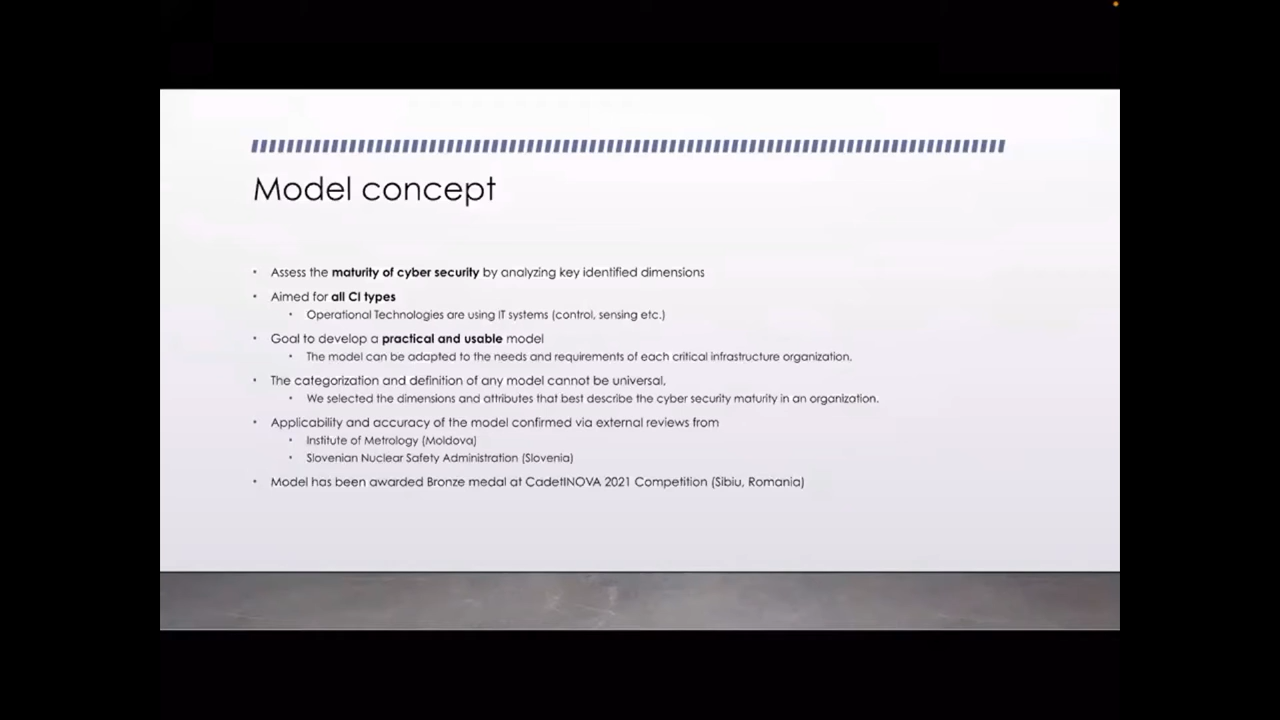 Model concept
• Assess the maturity of cyber security by analyzing key identified dimensions
• Aimed for all CI types
• Operational Technologies are using IT systems (control, sensing etc.)
• Goal to develop a practical and usable model
• The model can be adapted to the needs and requirements of each critical infrastructure organization.
• The categorization and definition of any model cannot be universal,
• We selected the dimensions and attributes that best describe the cyber security maturity in an organization.
• Applicability and accuracy of the model confirmed via external reviews from
• Institute of Metrology (Moldova)
• Slovenian Nuclear Safety Administration (Slovenia)
• Model has been awarded Bronze medal at CadetINOVA 2021 Competition (Sibiu, Romania)